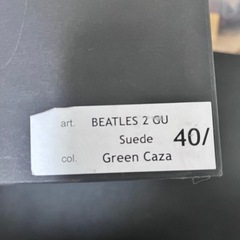 art. BEATLES 2 GU
Suede 40/
col. Green Caza